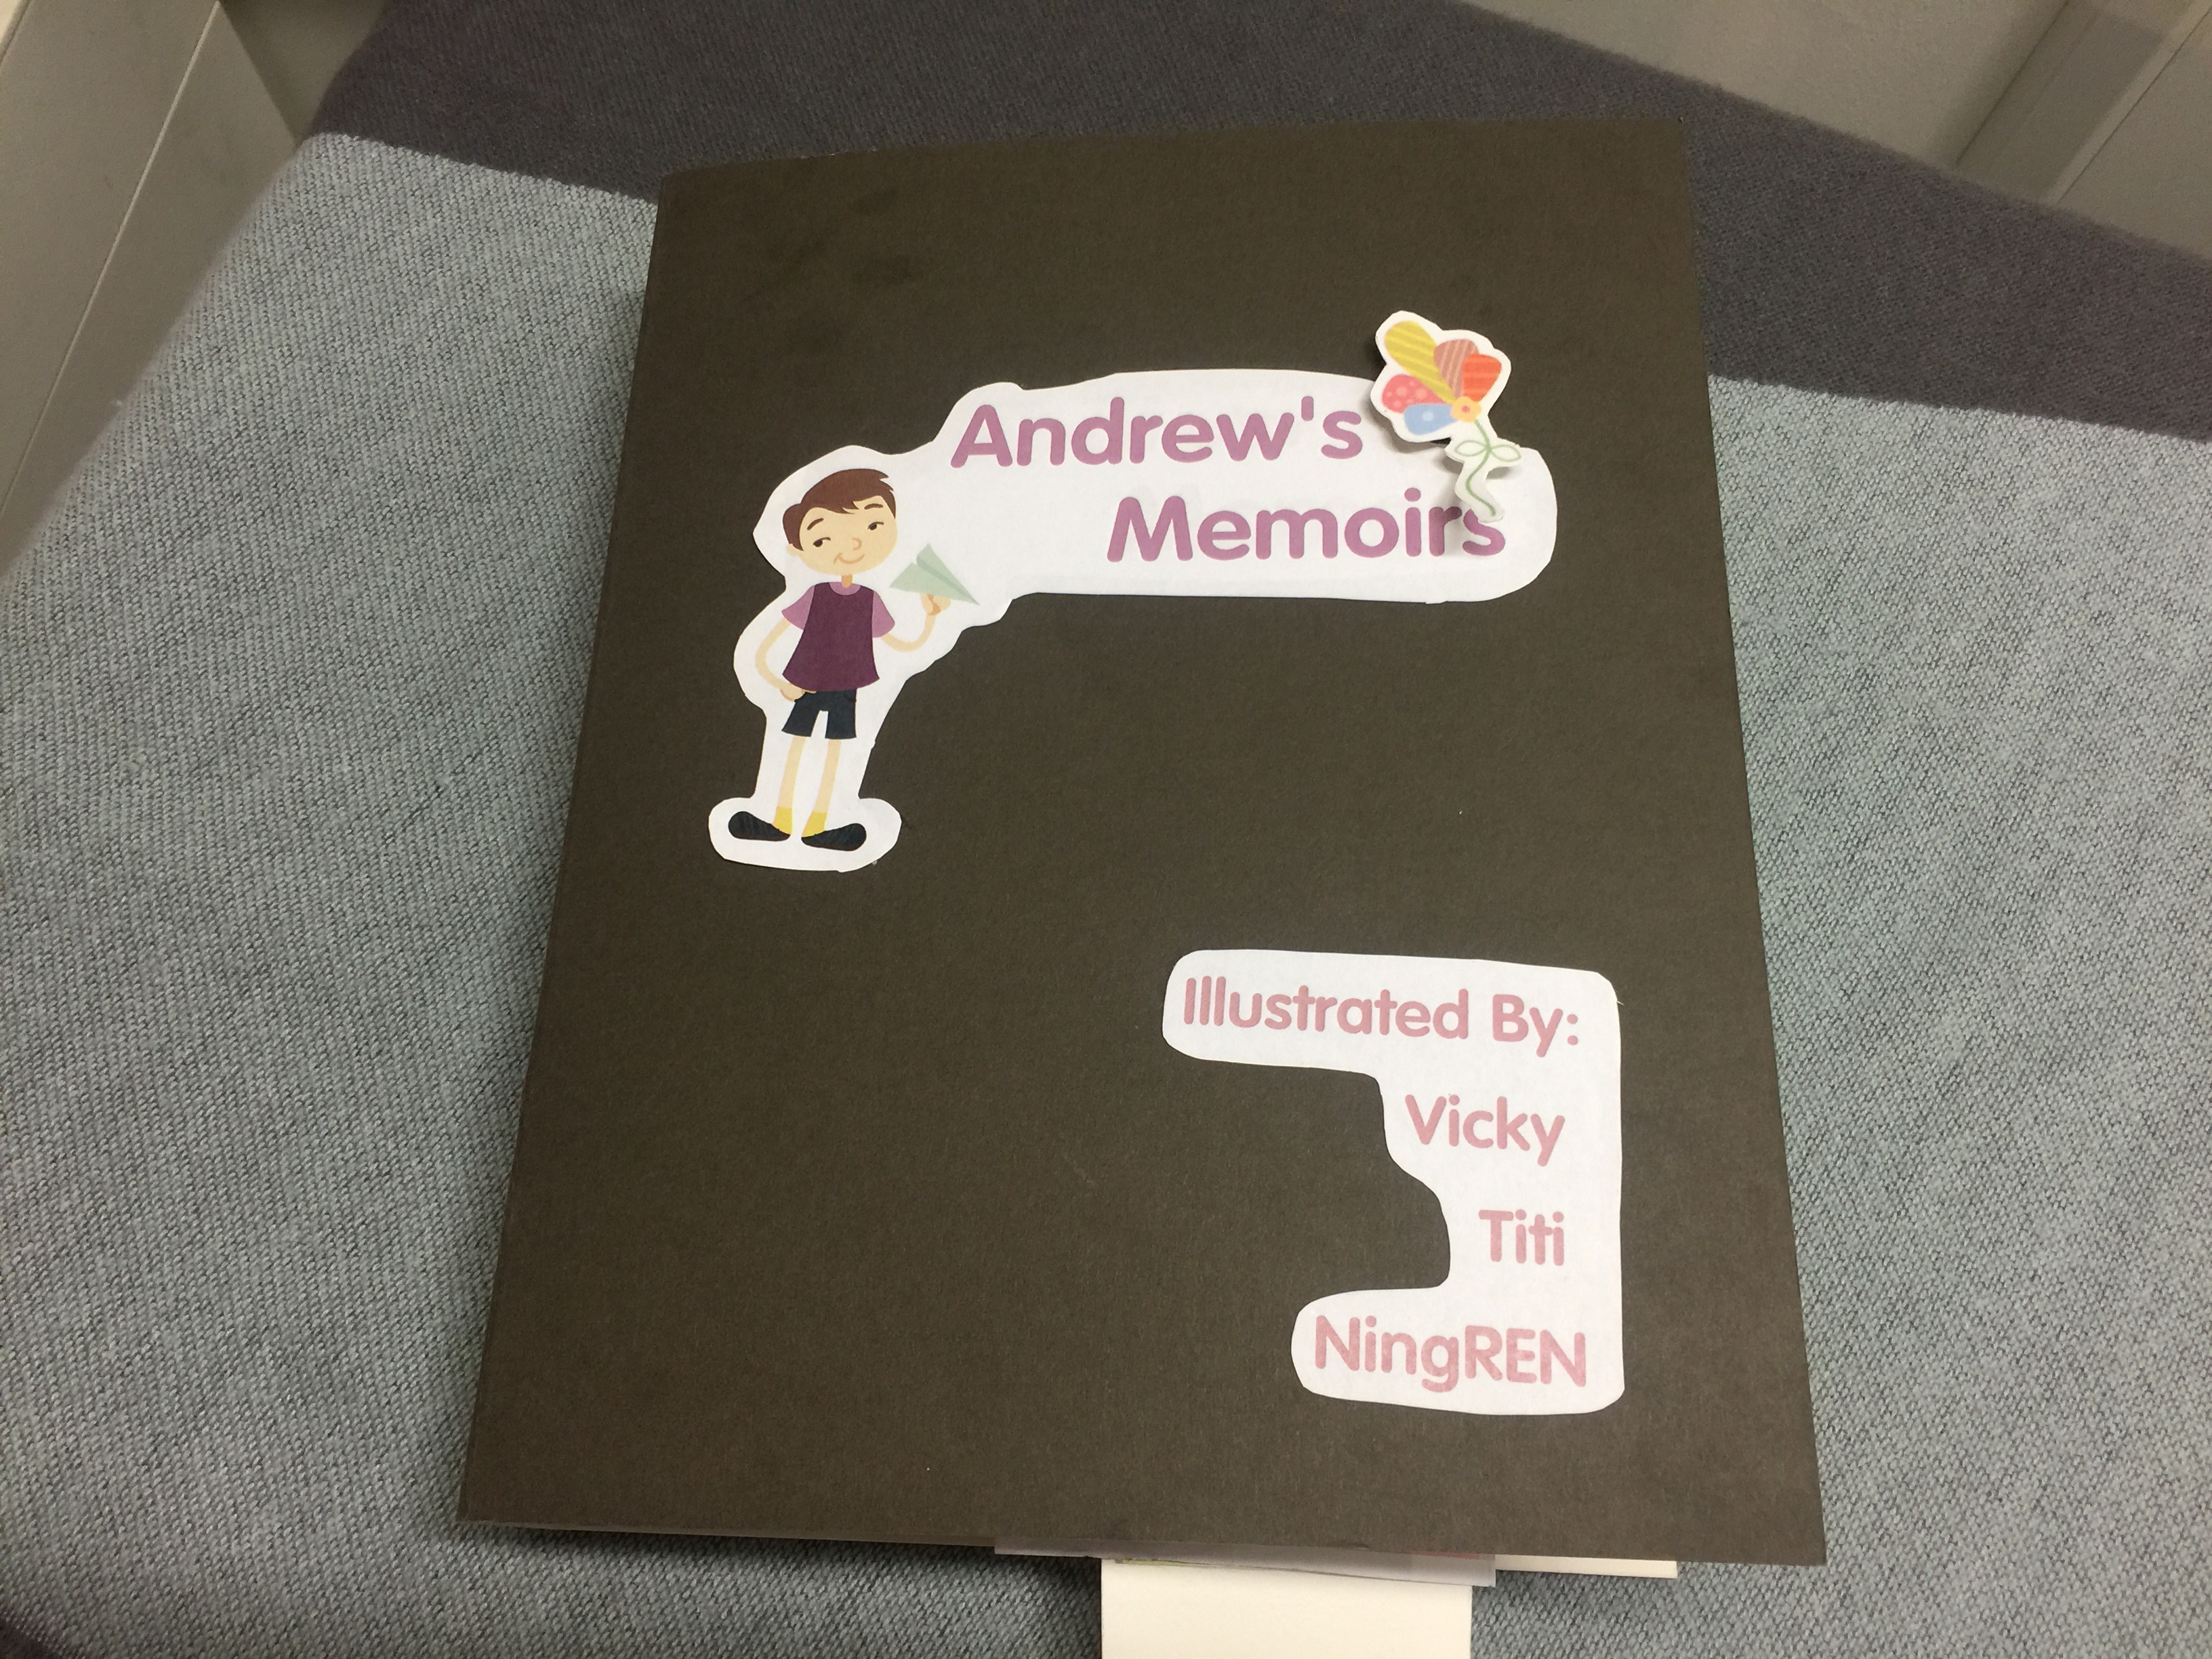 Andrew's
Memoirs
Illustrated By:
Vicky
Titi
NingREN